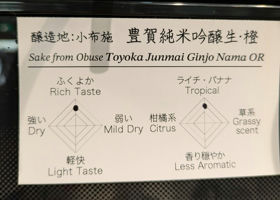 醸造地:小布施 豊賀純米吟醸生・橙
Sake from Obuse Toyoka Junmai Ginjo Nama OR
ふくよか
Rich Taste
強い
Dry
弱い
Mild Dry
軽快
Light Taste
ライチ・バナナ
Tropical
柑橘系
Citrus
草系
Grassy
scent
香り穏やか
Less Aromatic